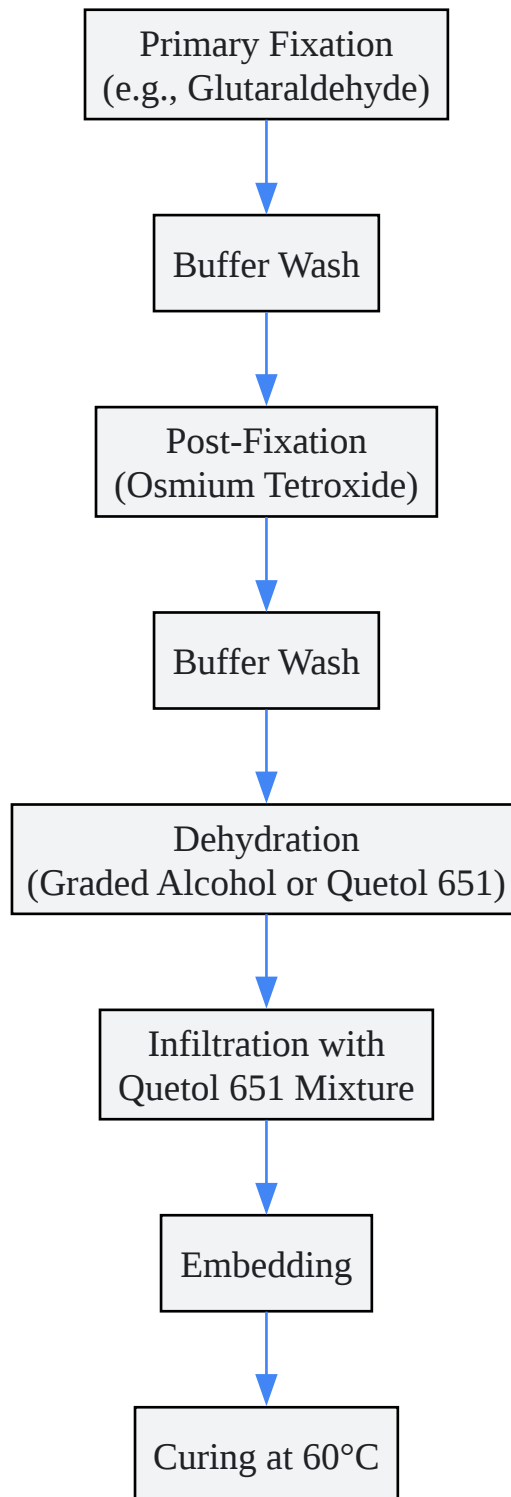 Primary Fixation
(e.g., Glutaraldehyde)
Buffer Wash
Post-Fixation
(Osmium Tetroxide)
Buffer Wash
Dehydration
(Graded Alcohol or Quetol 651)
Infiltration with
Quetol 651 Mixture
Embedding
Curing at 60°C